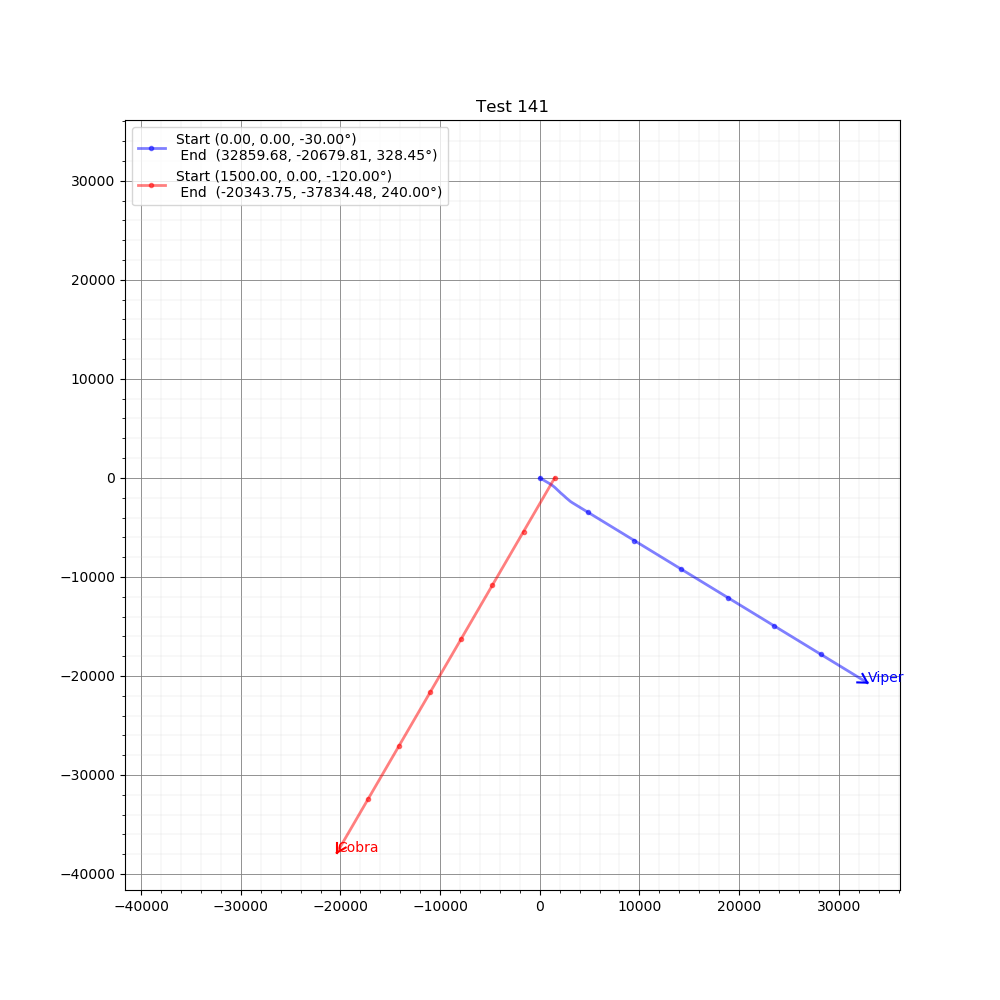 Test 141
Start (0.00, 0.00, -30.00°)
End  (32859.68, -20679.81, 328.45°)
Start (1500.00, 0.00, -120.00°)
End  (-20343.75, -37834.48, 240.00°)
30000
20000
10000
0
−10000
−20000
−30000
−40000
Viper
Cobra
−40000 −30000 −20000 −10000 0 10000 20000 30000